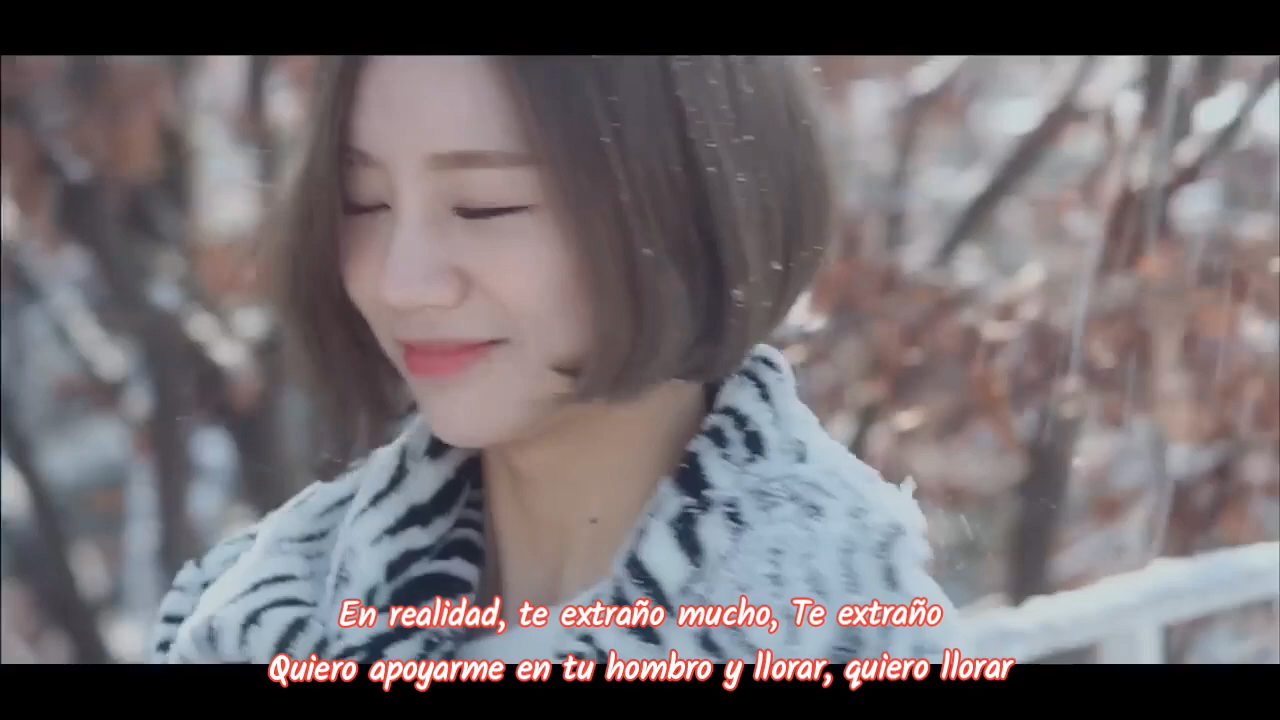 En realidad, te extraño mucho, Te extraño
Quiero apoyarme en tu hombro y llorar, quiero llorar